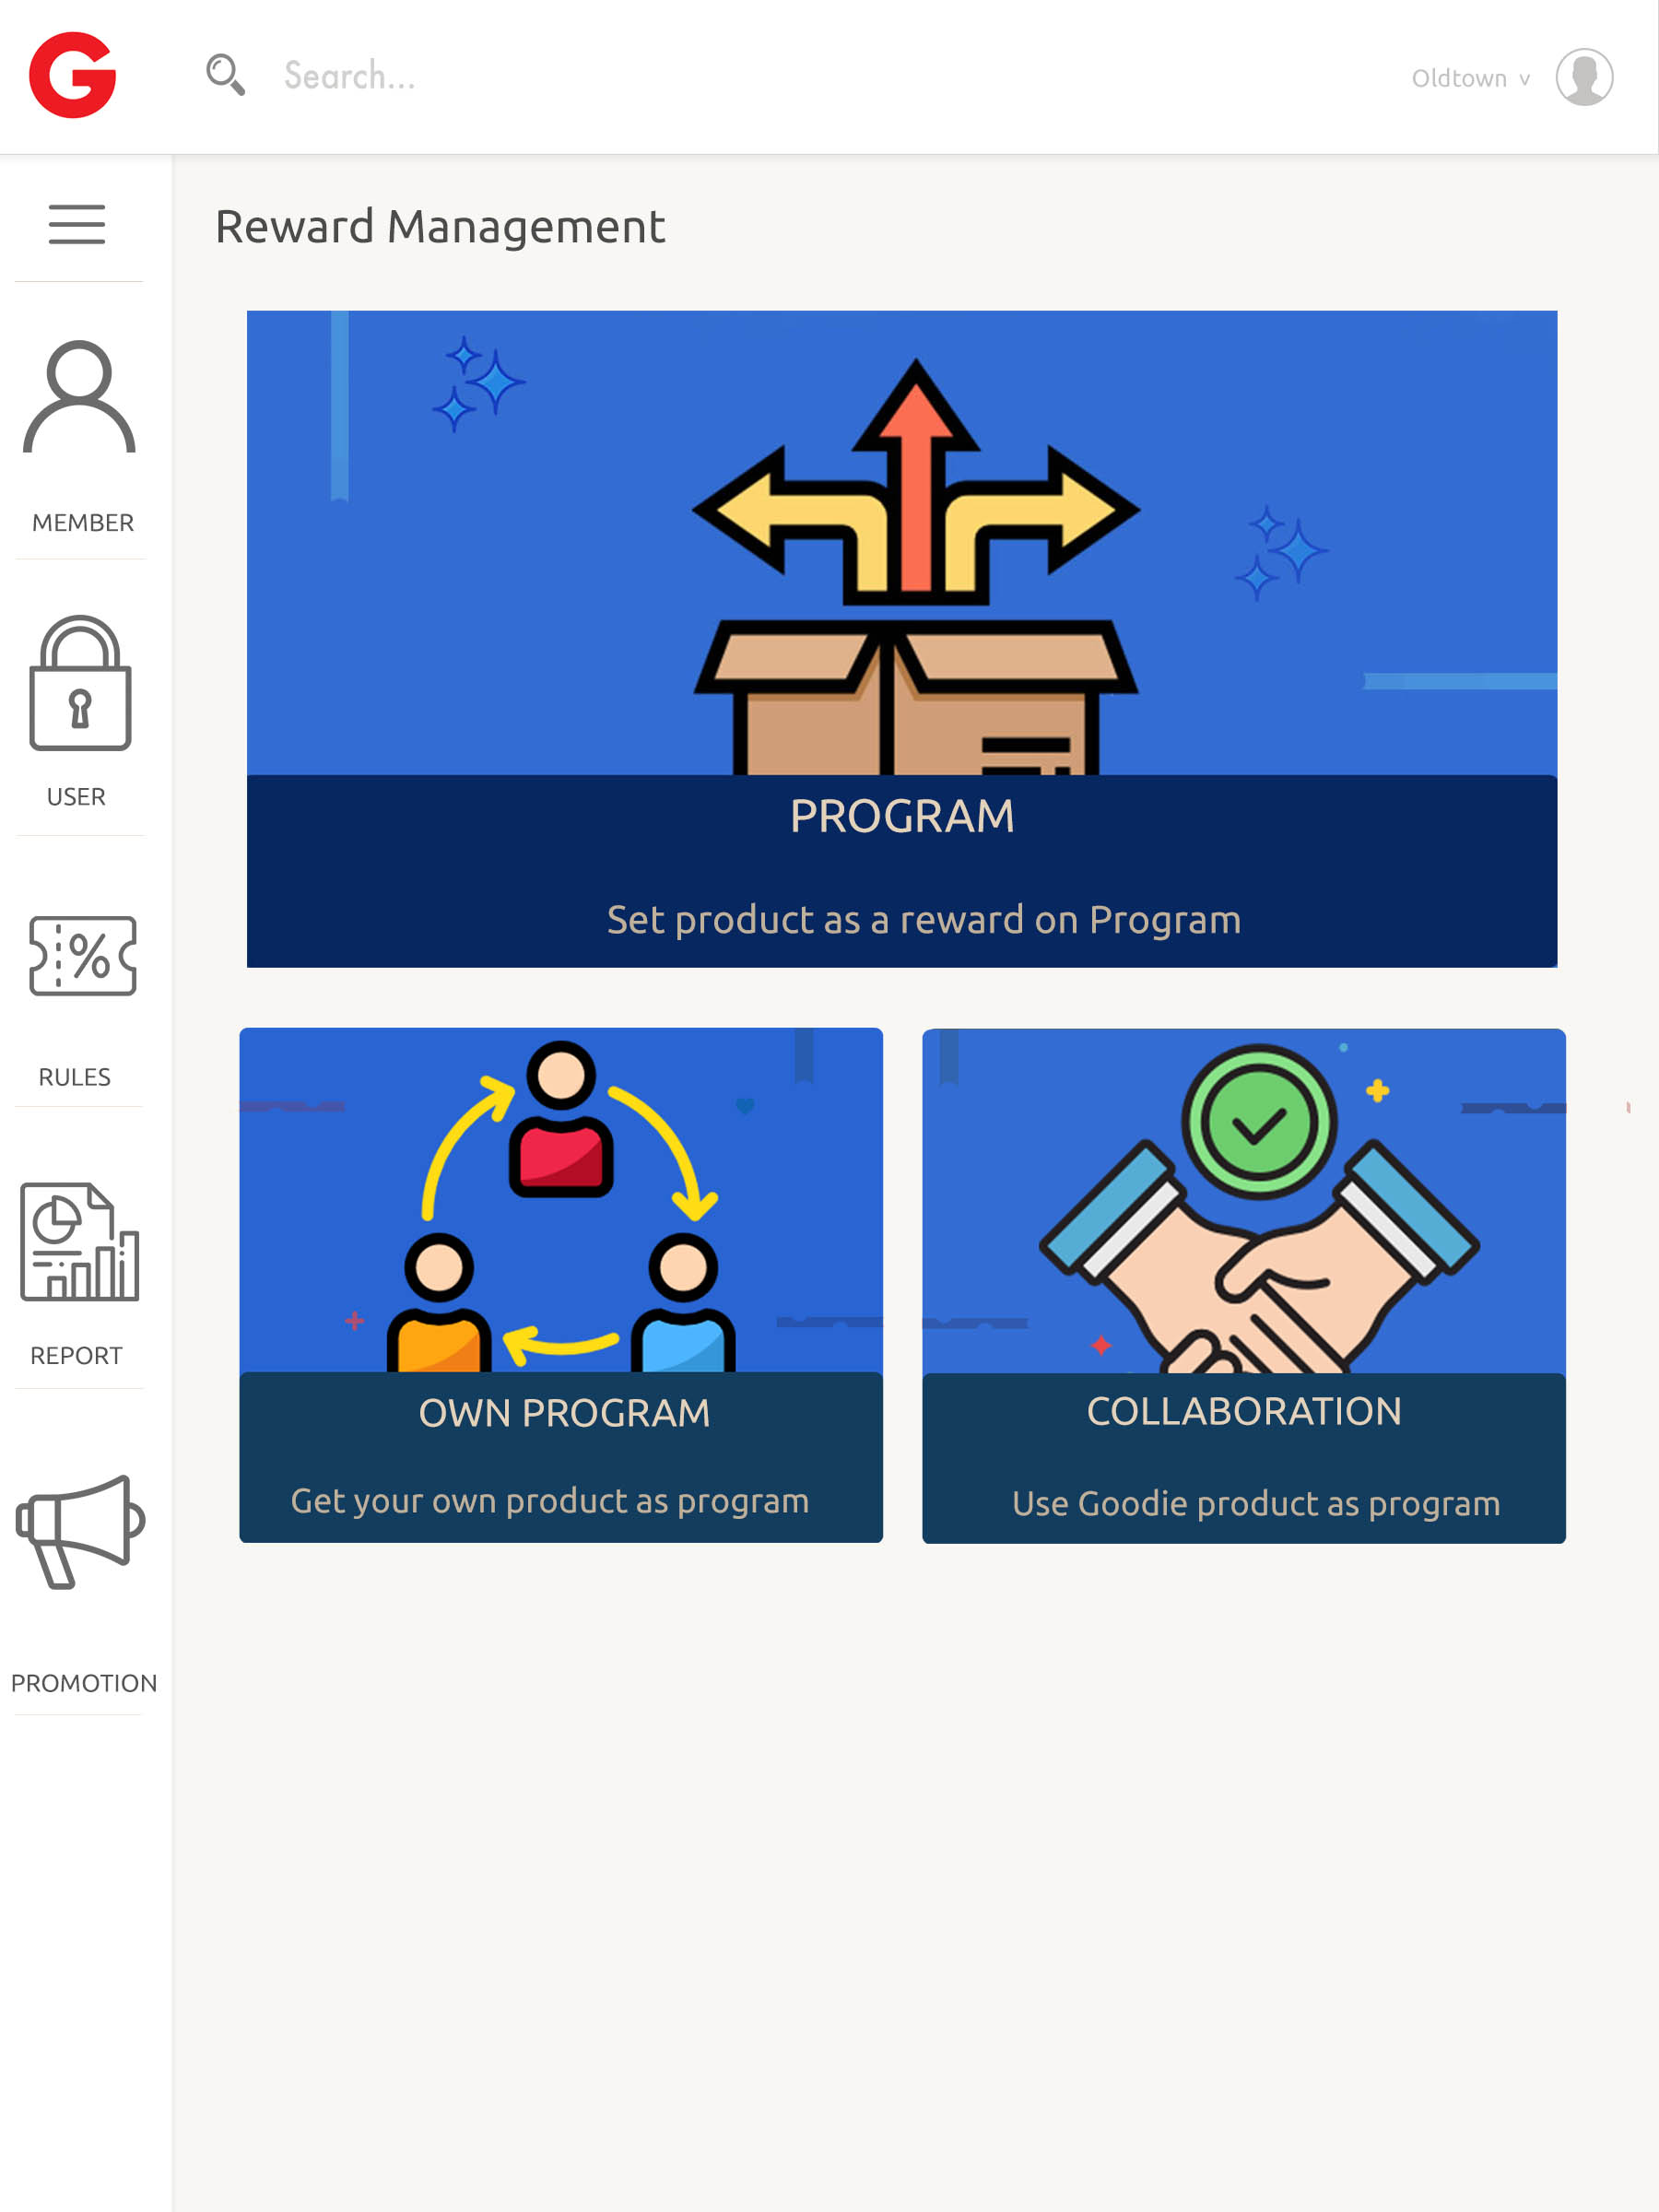 G
Search...
Oldtown v
Reward Management
MEMBER
USER
%
RULES
REPORT
PROMOTION
PROGRAM
Set product as a reward on Program
OWN PROGRAM
Get your own product as program
COLLABORATION
Use Goodie product as program